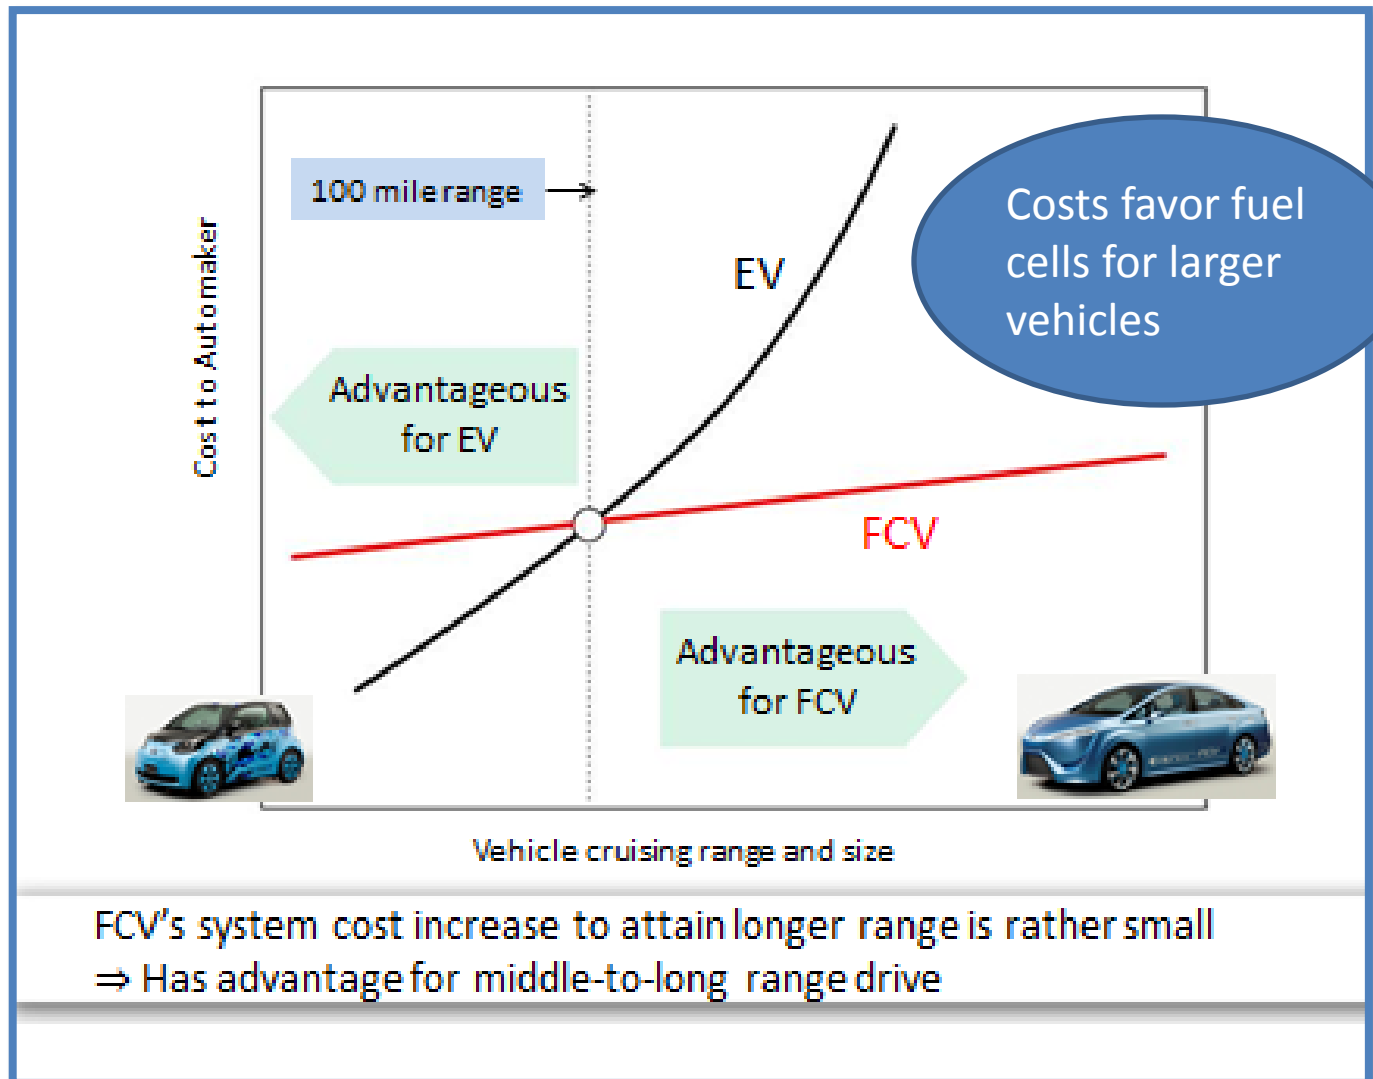 100 mile range
Costs favor fuel
cells for larger
vehicles
EV
Cost to Automaker
Advantageous
for EV
FCV
Advantageous
for FCV
Vehicle cruising range and size
FCV's system cost increase to attain longer range is rather small
⇒ Has advantage for middle-to-long range drive